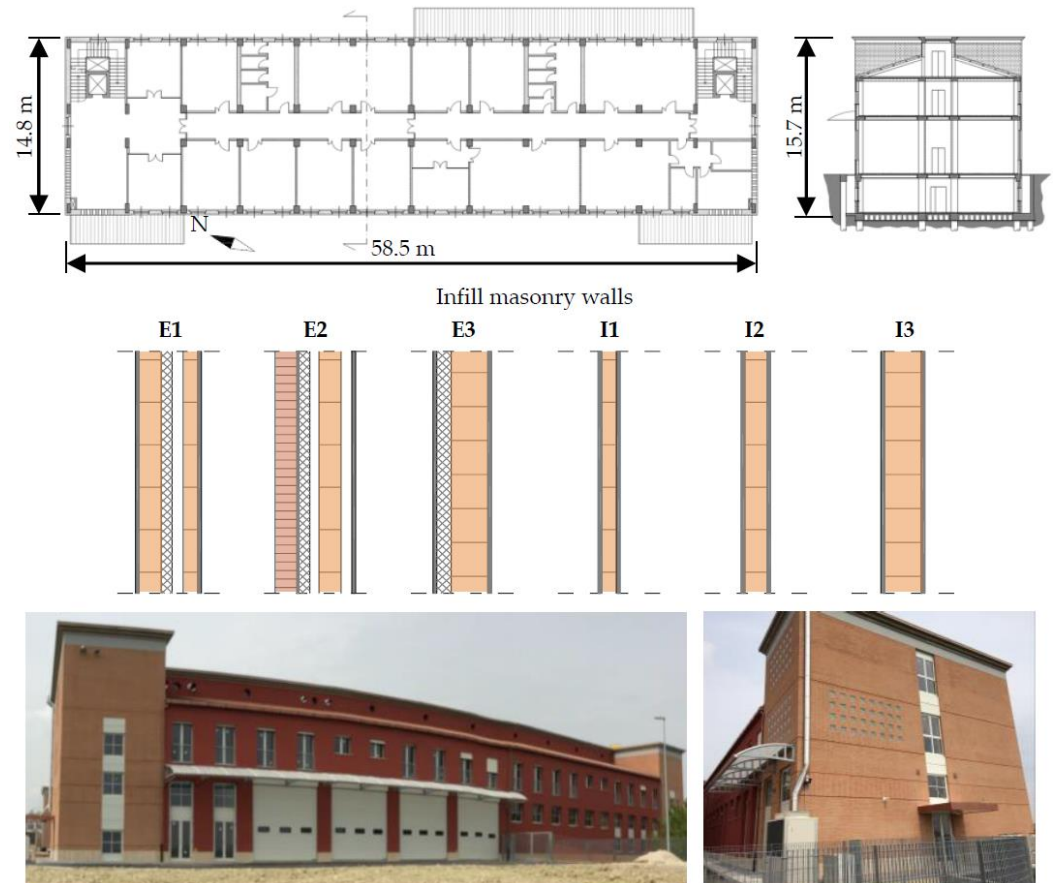 14.8 m
15.7 m
N
58.5 m
Infill masonry walls
E1 E2 E3 I1 I2 I3